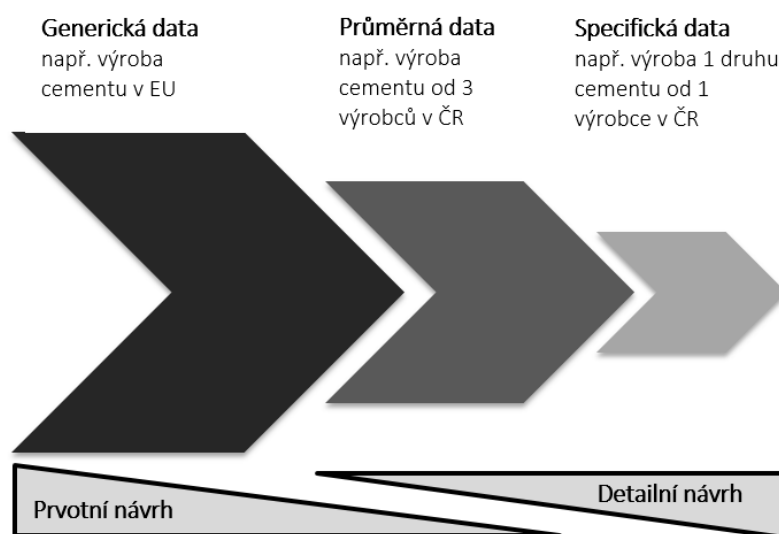 Generická data
např. výroba
cementu v EU
Průměrná data
např. výroba
cementu od 3
výrobců v ČR
Specifická data
např. výroba 1 druhu
cementu od 1
výrobce v ČR
Prvotní návrh
Detailní návrh